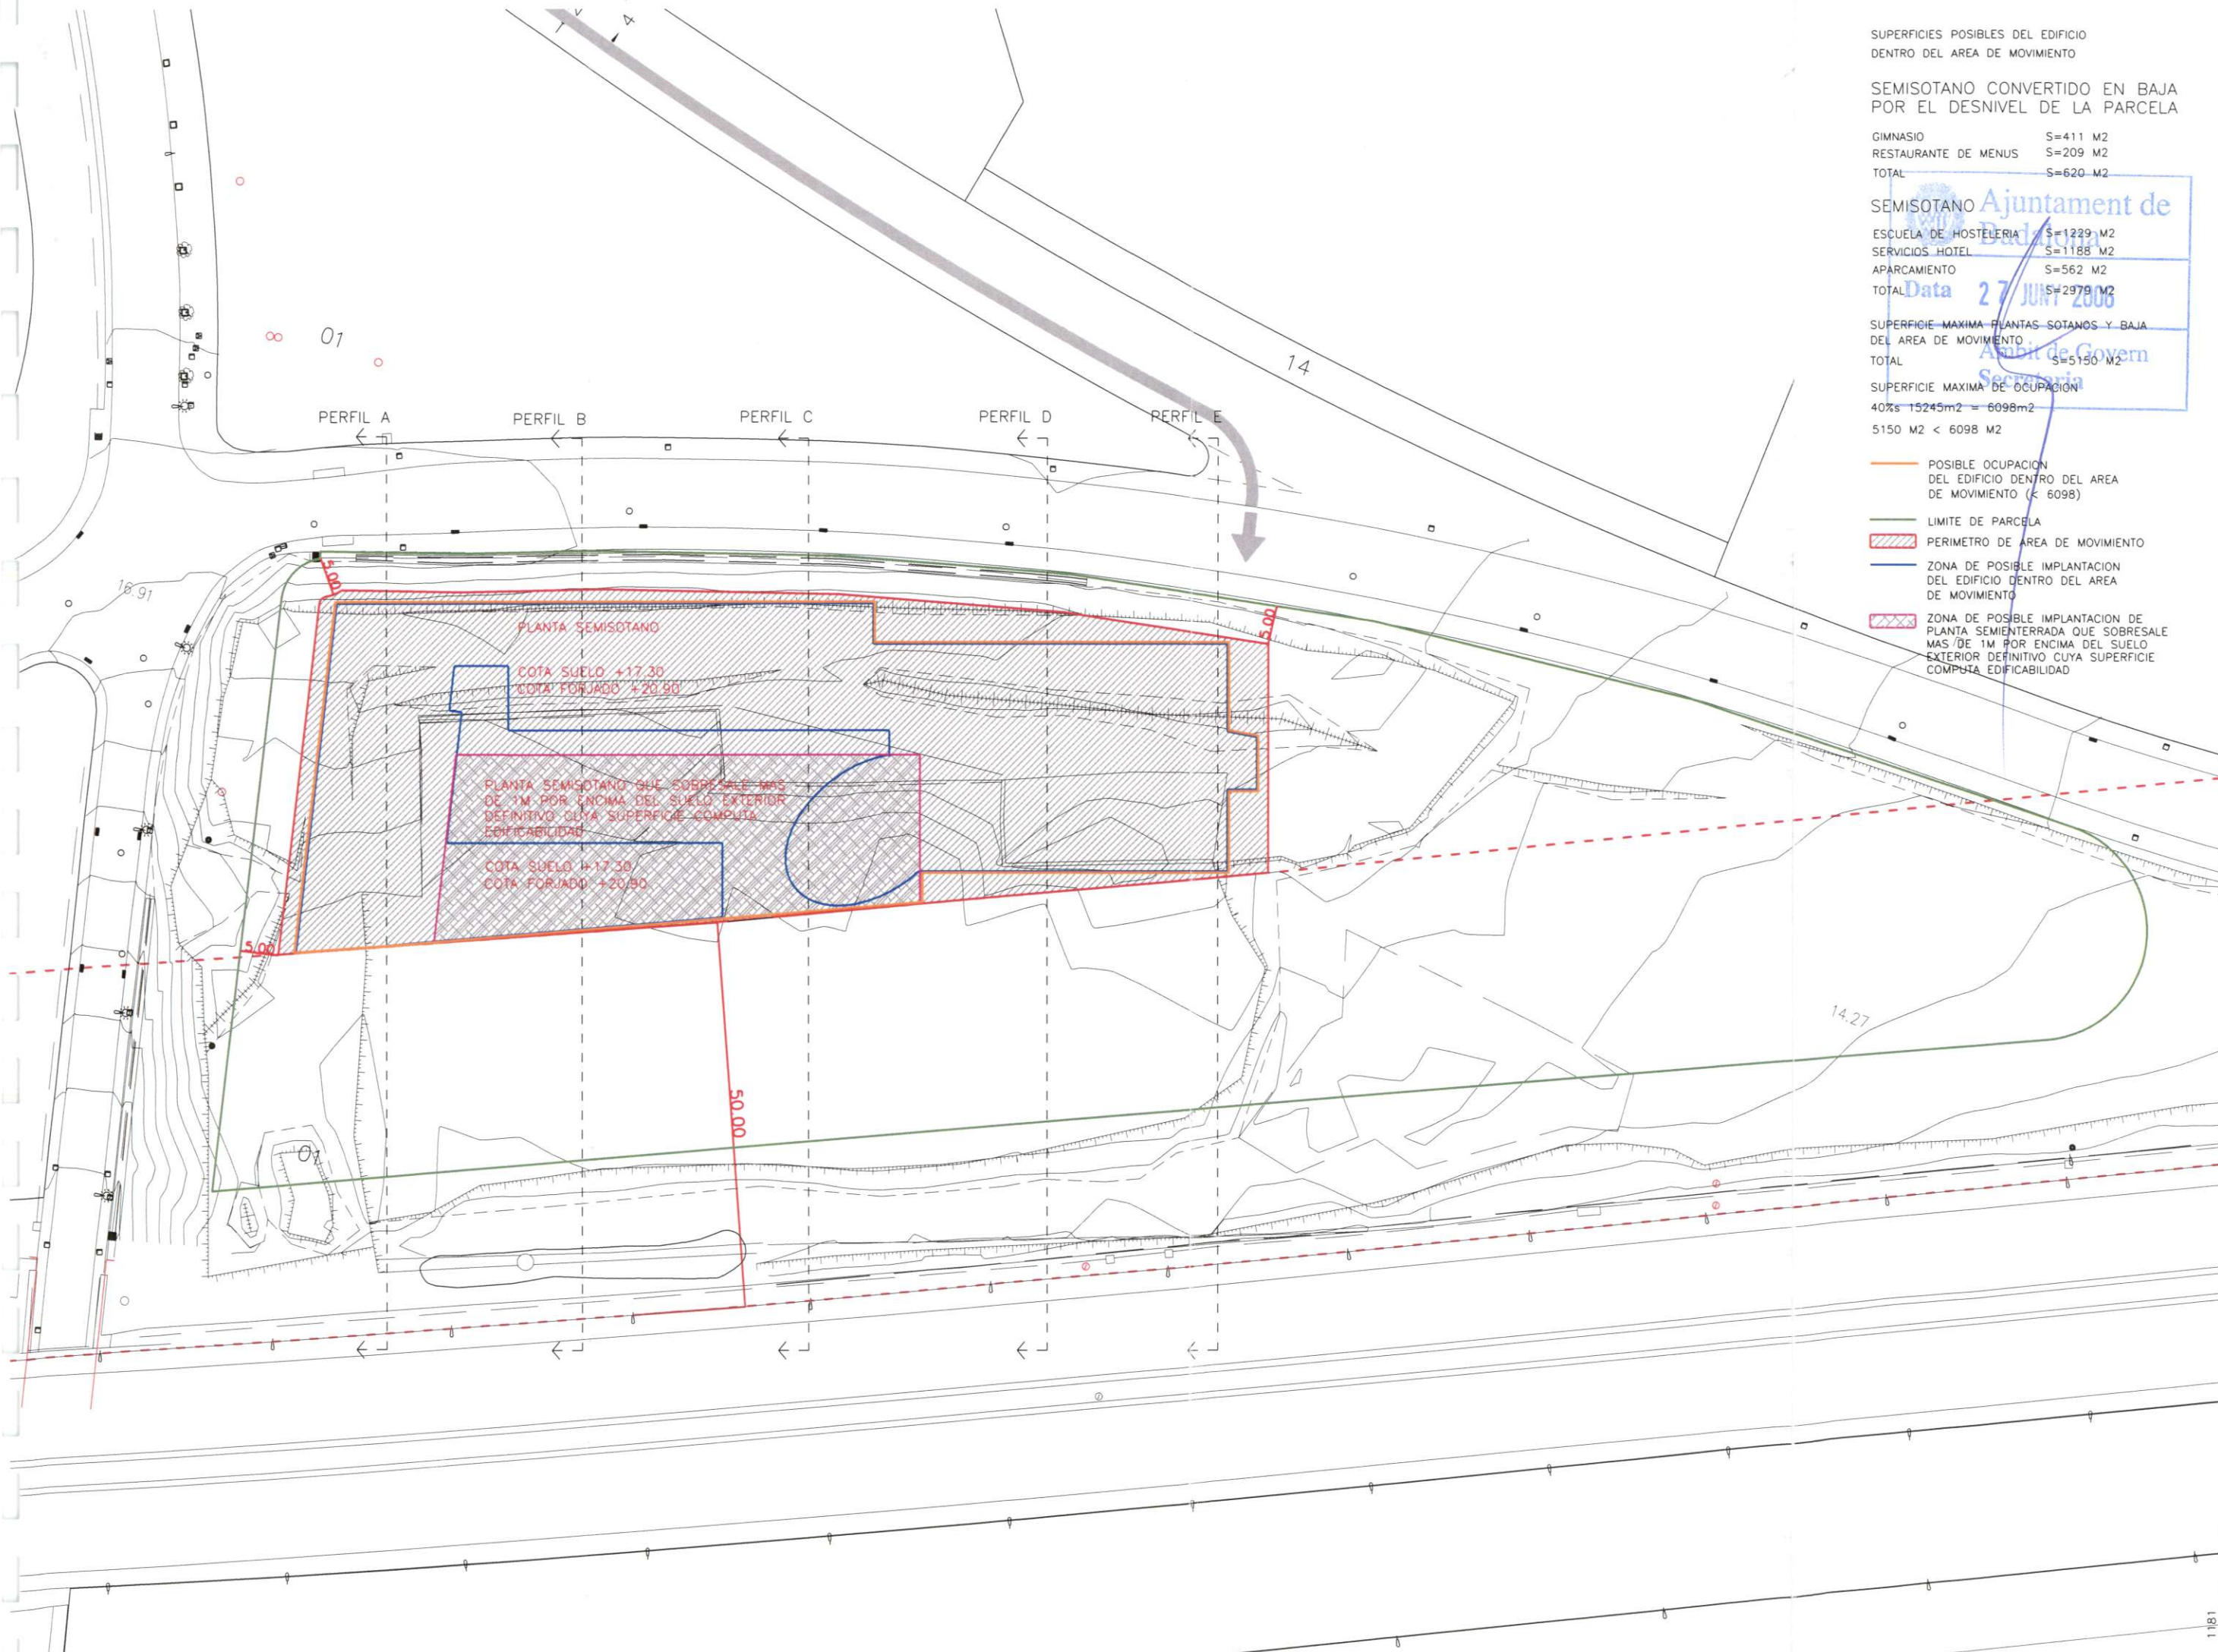 SUPERFICIES POSIBLES DEL EDIFICIO
DENTRO DEL AREA DE MOVIMIENTO
SEMISOTANO CONVERTIDO EN BAJA
POR EL DESNIVEL DE LA PARCELA
GIMNASIO S=411 M2
RESTAURANTE DE MENUS S=209 M2
TOTAL S=620 M2
SEMISOTANO
ESCUELA DE HOSTELERIA S=1229 M2
SERVICIOS HOTEL S=1188 M2
APARCAMIENTO S=562 M2
TOTAL S=2979 M2
SUPERFICIE MAXIMA PLANTAS SOTANOS Y BAJA
DEL AREA DE MOVIMIENTO
TOTAL S=5150 M2
SUPERFICIE MAXIMA DE OCUPACION
40%s 15245m2 = 6098m2
5150 M2 < 6098 M2
Ajuntament de
Badalona
Data 27 JUNY 2006
Ambit de Govern
Secretaria
POSIBLE OCUPACION
DEL EDIFICIO DENTRO DEL AREA
DE MOVIMIENTO (< 6098)
LIMITE DE PARCELA
PERIMETRO DE AREA DE MOVIMIENTO
ZONA DE POSIBLE IMPLANTACION
DEL EDIFICIO DENTRO DEL AREA
DE MOVIMIENTO
ZONA DE POSIBLE IMPLANTACION DE
PLANTA SEMIENTERRADA QUE SOBRESALE
MAS DE 1M POR ENCIMA DEL SUELO
EXTERIOR DEFINITIVO CUYA SUPERFICIE
COMPUTA EDIFICABILIDAD
4
01
14
PERFIL A
PERFIL B
PERFIL C
PERFIL D
PERFIL E
16.91
5.00
5.00
PLANTA SEMISOTANO
COTA SUELO +17.30
COTA FORJADO +20.90
PLANTA SEMISOTANO QUE SOBRESALE MAS
DE 1M POR ENCIMA DEL SUELO EXTERIOR
DEFINITIVO CUYA SUPERFICIE COMPUTA
EDIFICABILIDAD
COTA SUELO +17.30
COTA FORJADO +20.90
5.00
14.27
50.00
01
1181